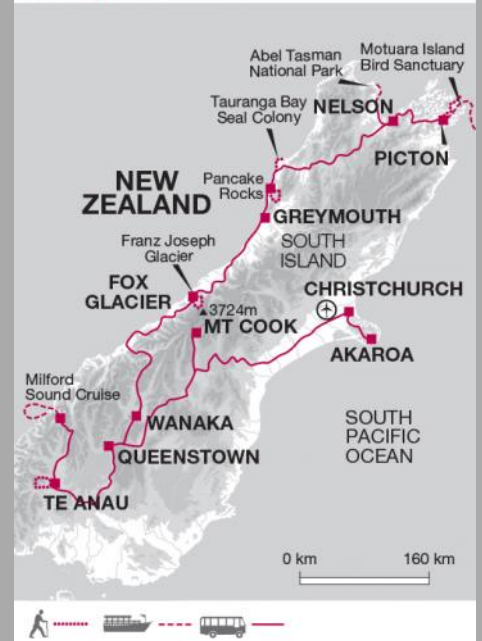 Abel Tasman
National Park
Motuara Island
Bird Sanctuary
Tauranga Bay
Seal Colony
NELSON
PICTON
NEW
ZEALAND
Pancake
Rocks
GREYMOUTH
SOUTH
ISLAND
Franz Joseph
Glacier
FOX
GLACIER
3724m
MT COOK
CHRISTCHURCH
AKAROA
Milford
Sound Cruise
WANAKA
QUEENSTOWN
TE ANAU
SOUTH
PACIFIC
OCEAN
0 km 160 km